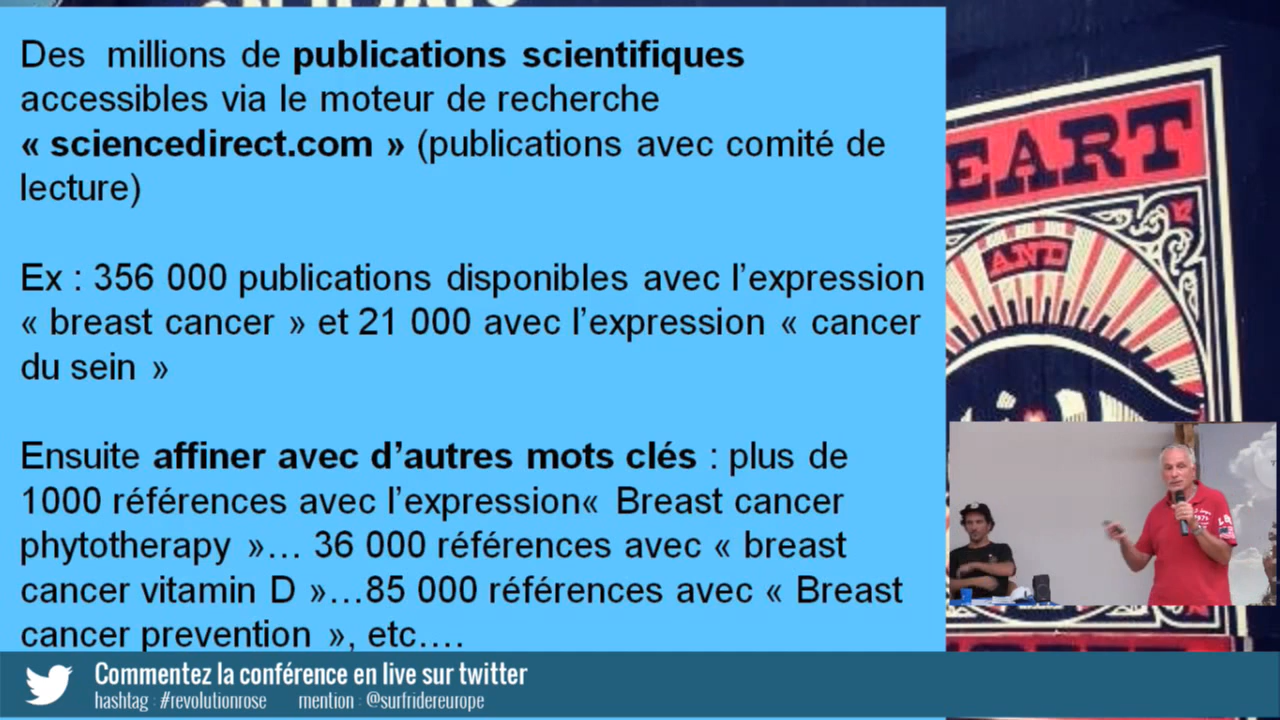 Des millions de publications scientifiques
accessibles via le moteur de recherche
« sciencedirect.com » (publications avec comité de
lecture)
Ex : 356 000 publications disponibles avec l’expression
« breast cancer » et 21 000 avec l’expression « cancer
du sein »
Ensuite affiner avec d’autres mots clés : plus de
1000 références avec l’expression« Breast cancer
phytotherapy »… 36 000 références avec « breast
cancer vitamin D »…85 000 références avec « Breast
cancer prevention », etc….
EART
AND
Commentez la conférence en live sur twitter
hashtag : #revolutionrose mention : @surfridereurope